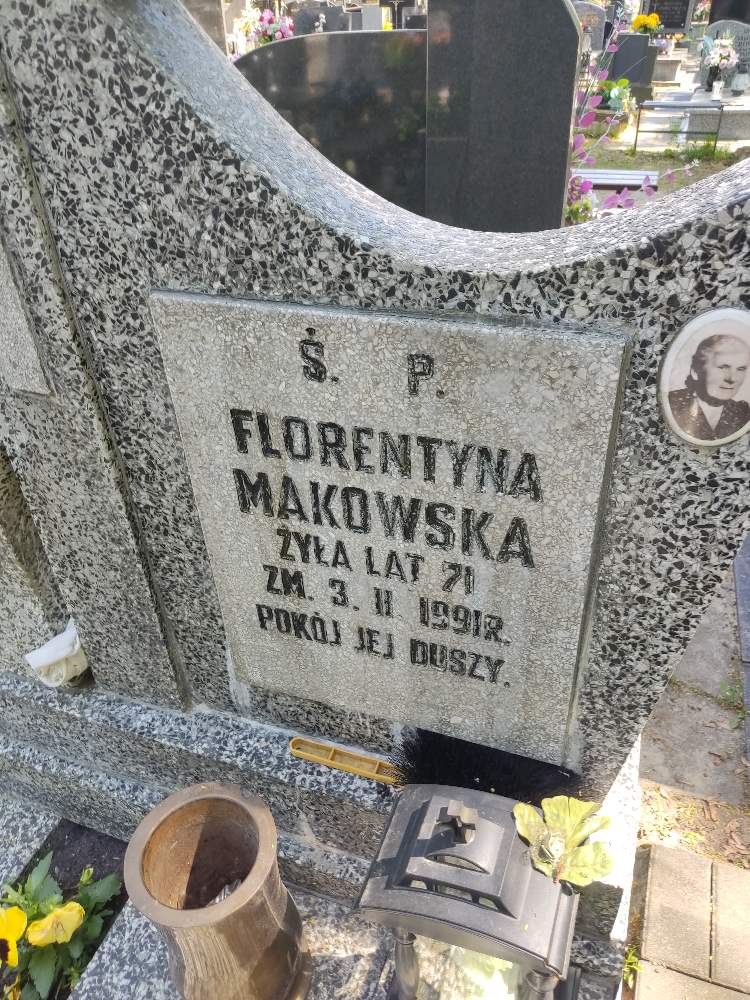 Ś. P.
FLORENTYNA
MAKOWSKA
ŻYŁA LAT 71
ZM. 3. II 1991R.
POKÓJ JEJ DUSZY.